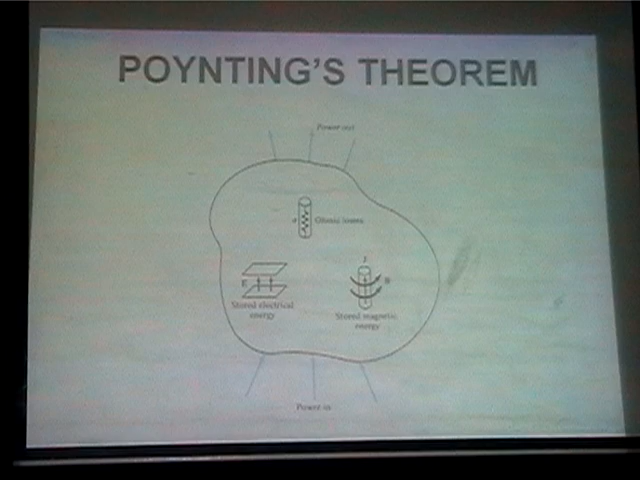 POYNTING'S THEOREM
Power out
σ Ohmic losses
J
E
Stored electrical
energy
Stored magnetic
energy
Power in